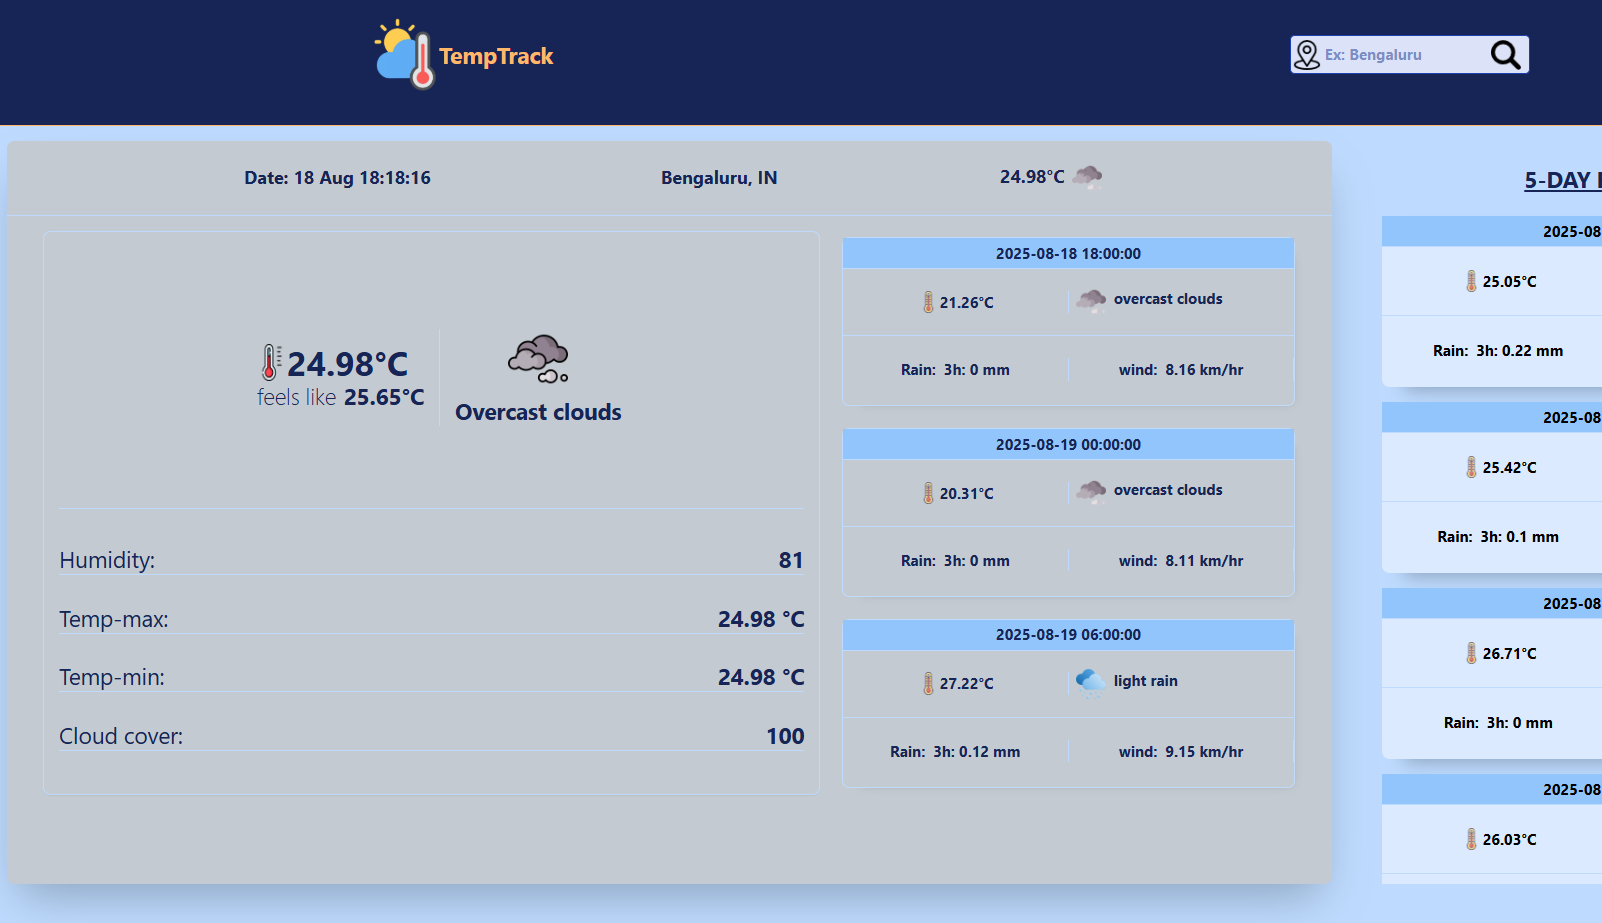 TempTrack
Ex: Bengaluru
Date: 18 Aug 18:18:16
Bengaluru, IN
24.98°C
24.98°C
feels like 25.65°C
Overcast clouds
Humidity: 81
Temp-max: 24.98 °C
Temp-min: 24.98 °C
Cloud cover: 100
2025-08-18 18:00:00
21.26°C
overcast clouds
Rain: 3h: 0 mm
wind: 8.16 km/hr
2025-08-19 00:00:00
20.31°C
overcast clouds
Rain: 3h: 0 mm
wind: 8.11 km/hr
2025-08-19 06:00:00
27.22°C
light rain
Rain: 3h: 0.12 mm
wind: 9.15 km/hr
5-DAY
2025-08
25.05°C
Rain: 3h: 0.22 mm
2025-08
25.42°C
Rain: 3h: 0.1 mm
2025-08
26.71°C
Rain: 3h: 0 mm
2025-08
26.03°C